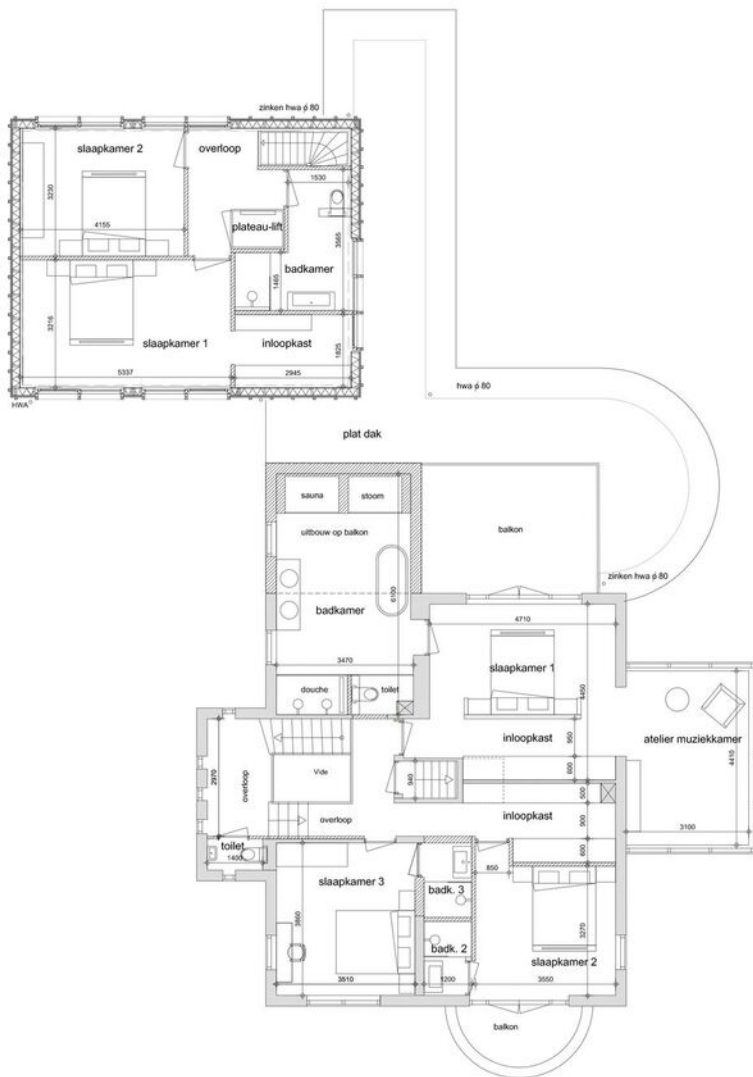 zinken hwa ϕ 80
slaapkamer 2
overloop
1530
3230
4155
plateau-lift
3565
badkamer
1465
3216
slaapkamer 1
inloopkast
1825
5337
2945
HWA
hwa ϕ 80
plat dak
sauna
stoom
uitbouw op balkon
balkon
zinken hwa ϕ 80
6100
badkamer
4710
3470
slaapkamer 1
4450
douche
toilet
inloopkast
950
atelier muziekkamer
4410
2970
overloop
Vide
940
600
500
overloop
inloopkast
900
3100
toilet
1400
600
slaapkamer 3
850
badk. 3
3860
3270
badk. 2
slaapkamer 2
3510
1200
3550
balkon